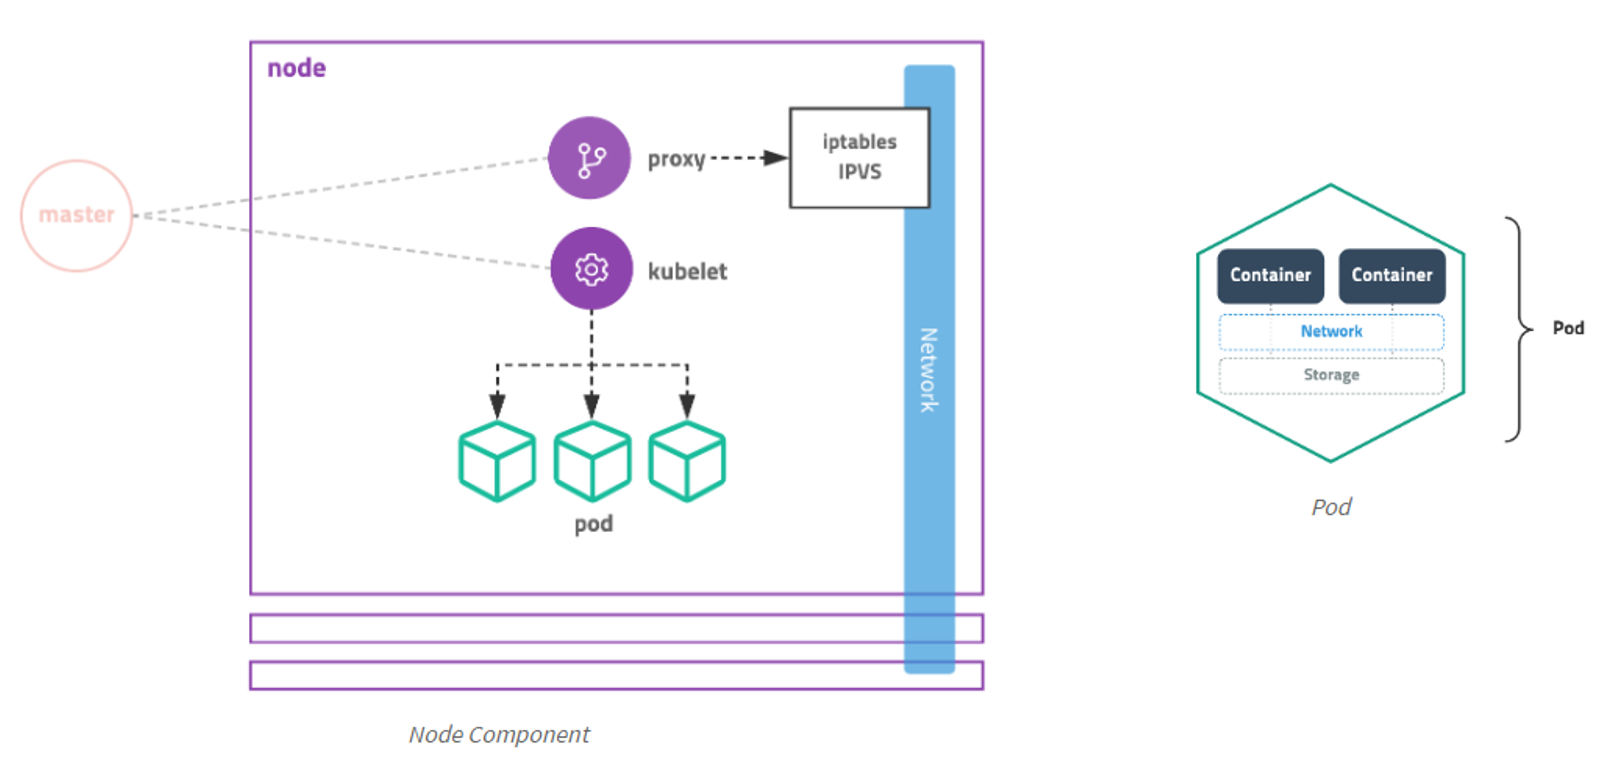 node
master
proxy
iptables
IPVS
kubelet
Network
pod
Node Component
Container
Container
Network
Storage
Pod
Pod